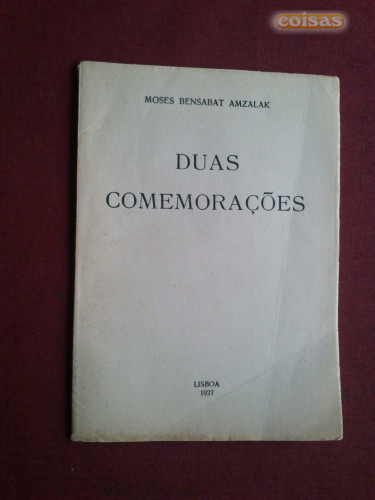 coisas
MOSES BENSABAT AMZALAK
DUAS
COMEMORAÇÕES
LISBOA
1927